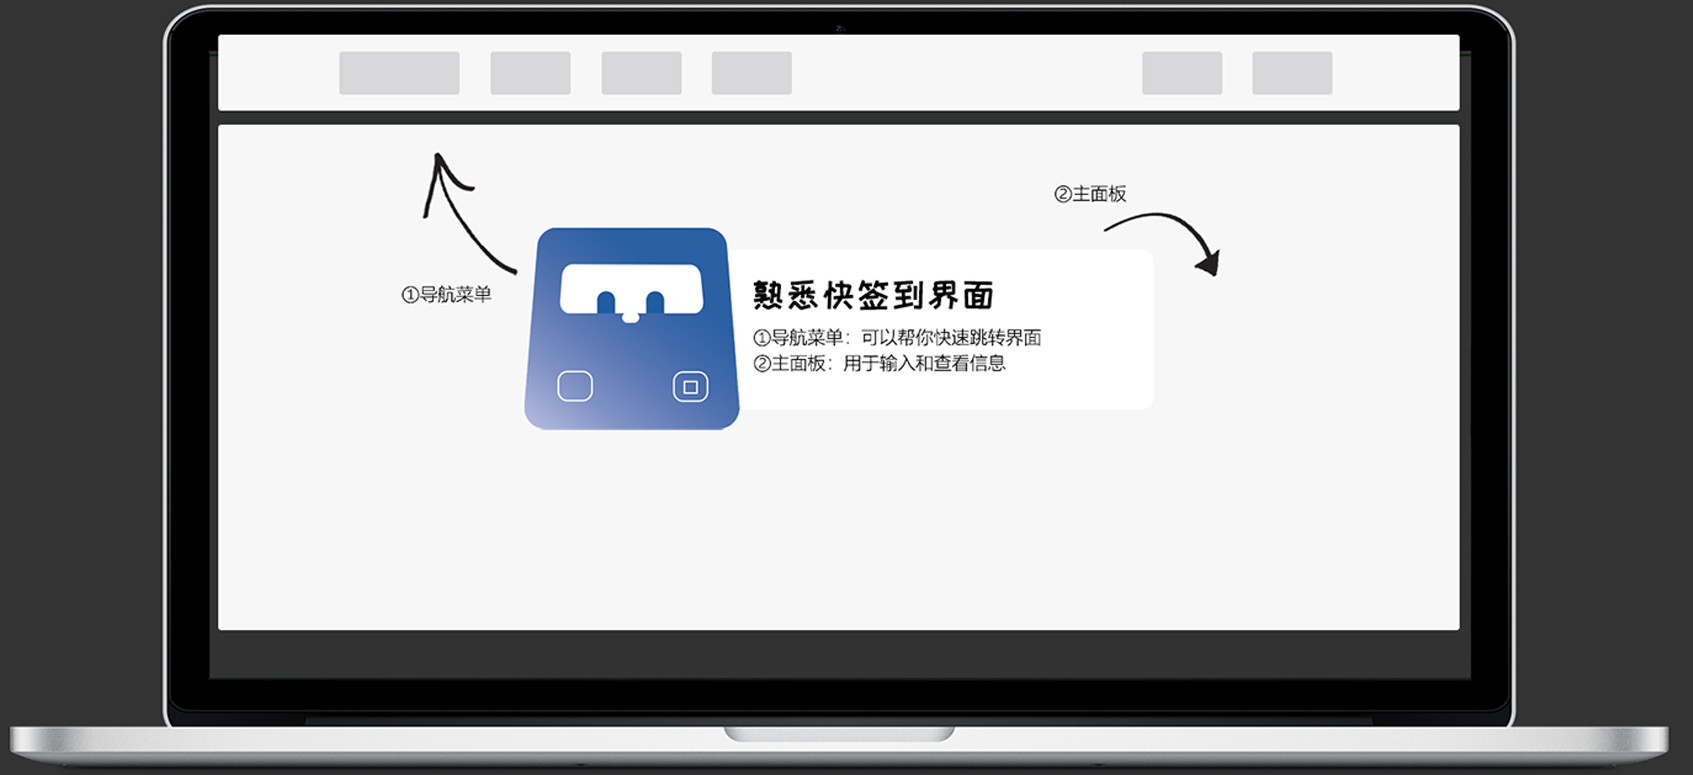 ②主面板
①导航菜单
熟悉快签到界面
①导航菜单：可以帮你快速跳转界面
②主面板：用于输入和查看信息